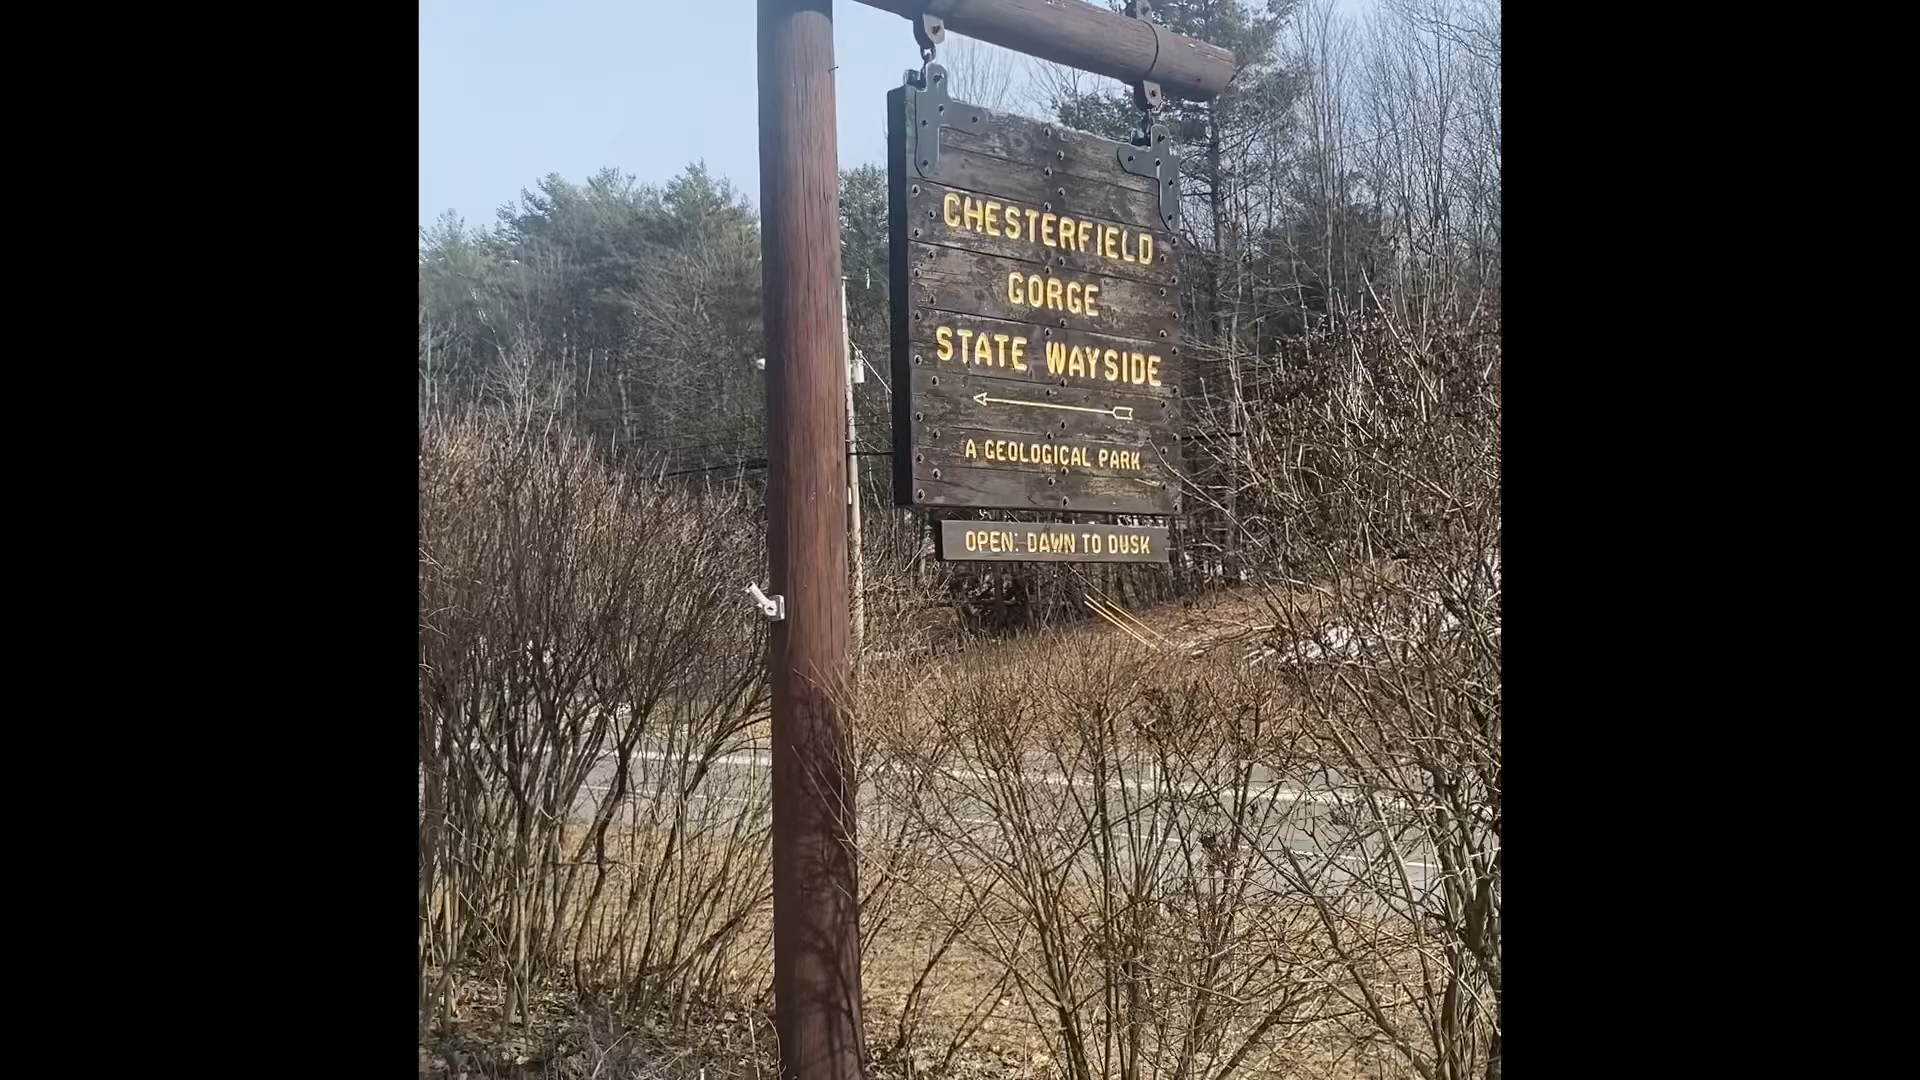 CHESTERFIELD
GORGE
STATE WAYSIDE
A GEOLOGICAL PARK
OPEN: DAWN TO DUSK